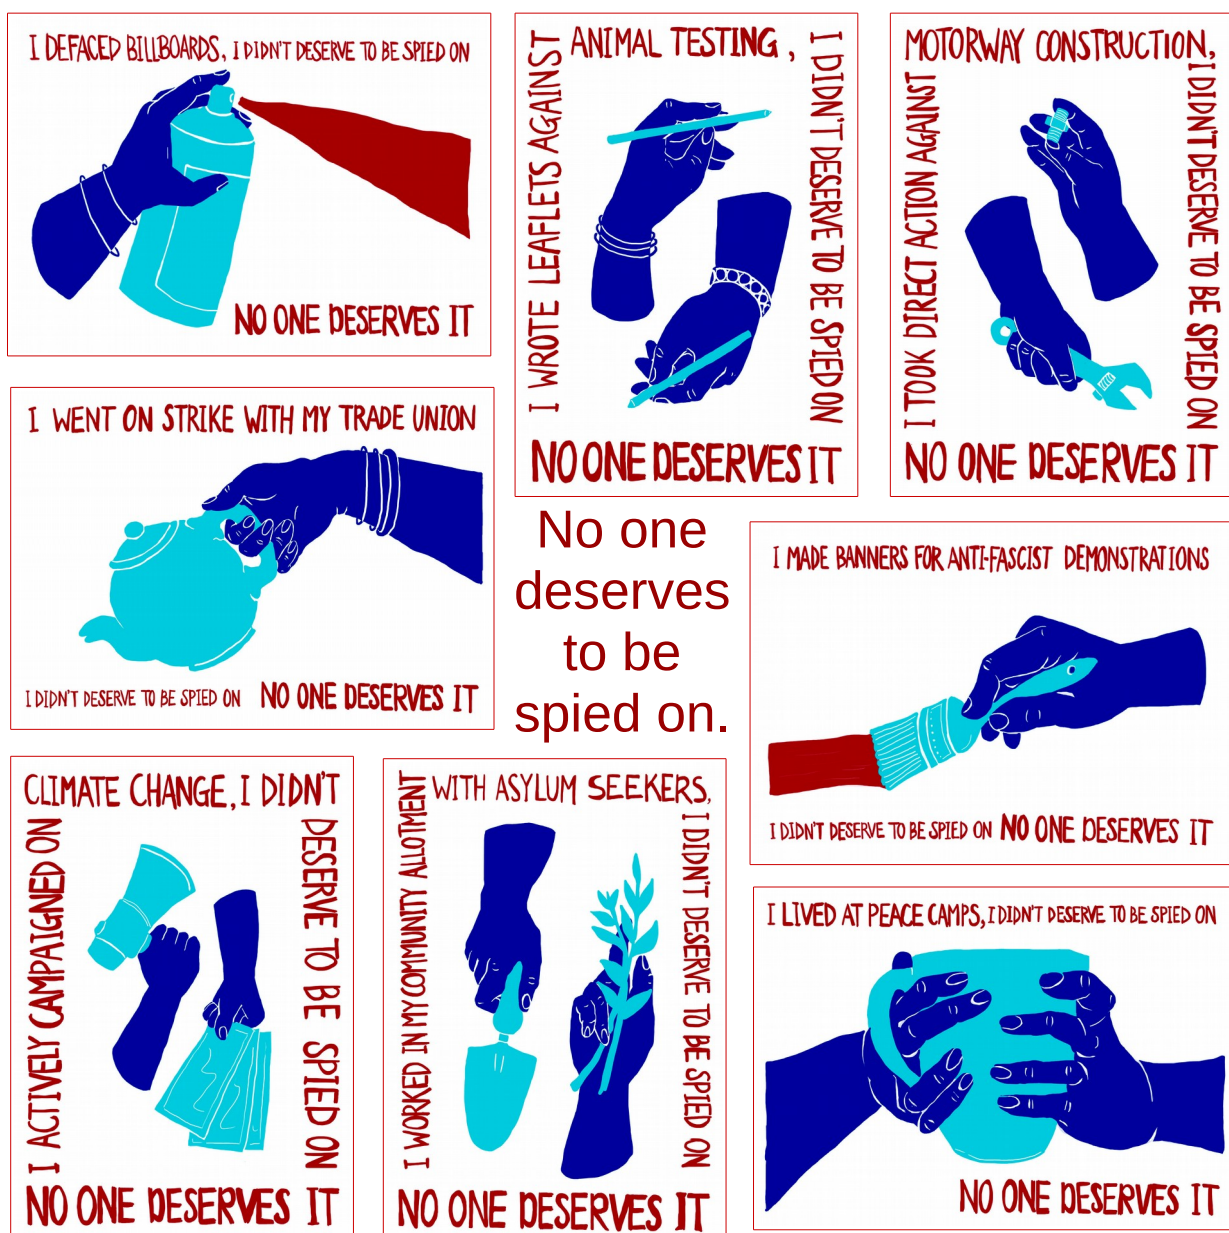 I DEFACED BILLBOARDS, I DIDN'T DESERVE TO BE SPIED ON
NO ONE DESERVES IT
I WROTE LEAFLETS AGAINST
ANIMAL TESTING,
I DIDN'T DESERVE TO BE SPIED ON
NO ONE DESERVES IT
I TOOK DIRECT ACTION AGAINST
MOTORWAY CONSTRUCTION,
I DIDN'T DESERVE TO BE SPIED ON
NO ONE DESERVES IT
I WENT ON STRIKE WITH MY TRADE UNION
I DIDN'T DESERVE TO BE SPIED ON NO ONE DESERVES IT
No one
deserves
to be
spied on.
I MADE BANNERS FOR ANTI-FASCIST DEMONSTRATIONS
I DIDN'T DESERVE TO BE SPIED ON NO ONE DESERVES IT
I ACTIVELY CAMPAIGNED ON
CLIMATE CHANGE, I DIDN'T
DESERVE TO BE SPIED ON
NO ONE DESERVES IT
I WORKED IN MY COMMUNITY ALLOTMENT
WITH ASYLUM SEEKERS,
I DIDN'T DESERVE TO BE SPIED ON
NO ONE DESERVES IT
I LIVED AT PEACE CAMPS, I DIDN'T DESERVE TO BE SPIED ON
NO ONE DESERVES IT